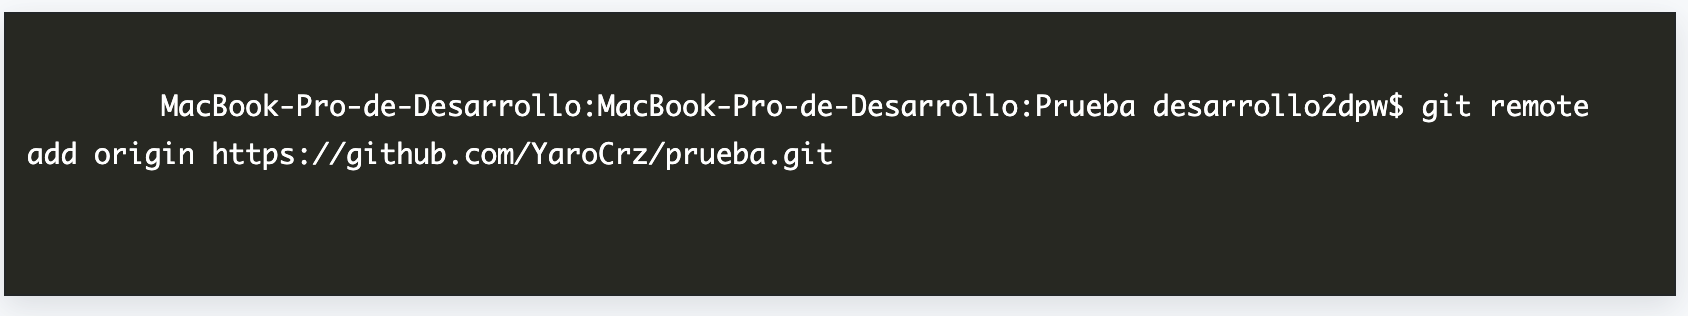 MacBook-Pro-de-Desarrollo:MacBook-Pro-de-Desarrollo:Prueba desarrollo2dpw$ git remote
add origin https://github.com/YaroCrz/prueba.git